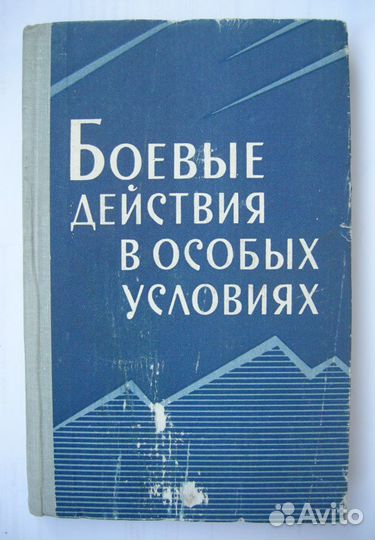 Боевые
действия
в особых
условиях
Avito